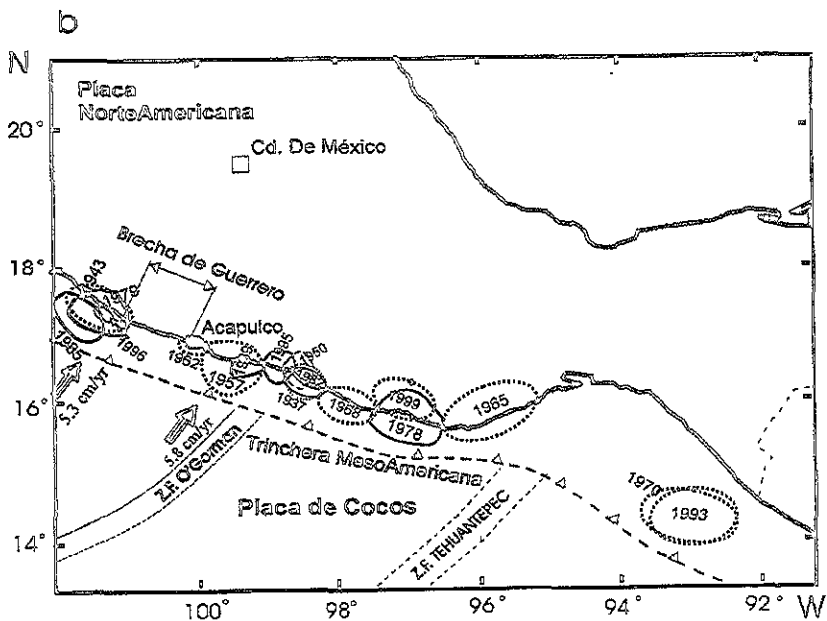 b
N
Placa
NorteAmericana
20°
Cd. De México
18°
Brecha de Guerrero
1943
Acapulco
1985
1996
1952
1957
1995
1950
1937
1968
1999
1978
1965
16°
5.3 cm/yr
5.8 cm/yr
Z.F. O'Gorman
Trinchera MesoAmericana
Placa de Cocos
Z.F. TEHUANTEPEC
1970
1993
14°
100°
98°
96°
94°
92°
W